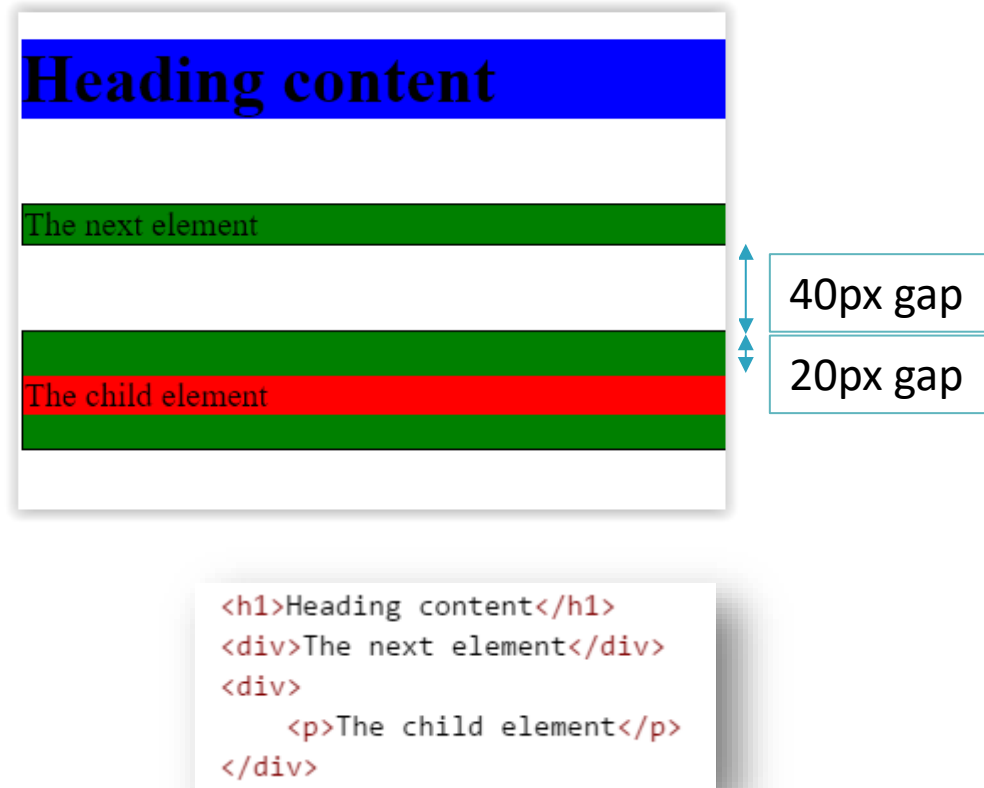 Heading content
The next element
40px gap
20px gap
The child element
<h1>Heading content</h1>
<div>The next element</div>
<div>
    <p>The child element</p>
</div>